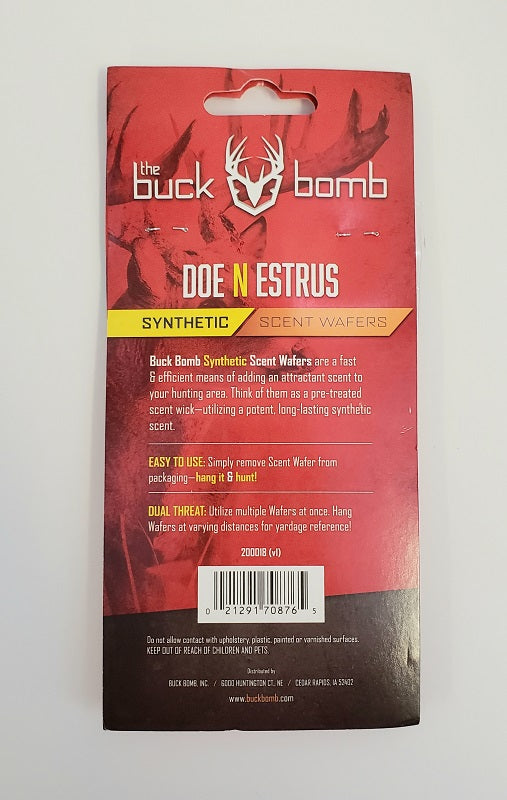 the
buck bomb
DOE N ESTRUS
SYNTHETIC SCENT WAFERS
Buck Bomb Synthetic Scent Wafers are a fast
& efficient means of adding an attractant scent to
your hunting area. Think of them as a pre-treated
scent wick—utilizing a potent, long-lasting synthetic
scent.
EASY TO USE: Simply remove Scent Wafer from
packaging—hang it & hunt!
DUAL THREAT: Utilize multiple Wafers at once. Hang
Wafers at varying distances for yardage reference!
200018 (v1)
0 21291 70876 5
Do not allow contact with upholstery, plastic, painted or varnished surfaces.
KEEP OUT OF REACH OF CHILDREN AND PETS.
Distributed by
BUCK BOMB, INC. / 6000 HUNTINGTON CT., NE / CEDAR RAPIDS, IA 52402
www.buckbomb.com